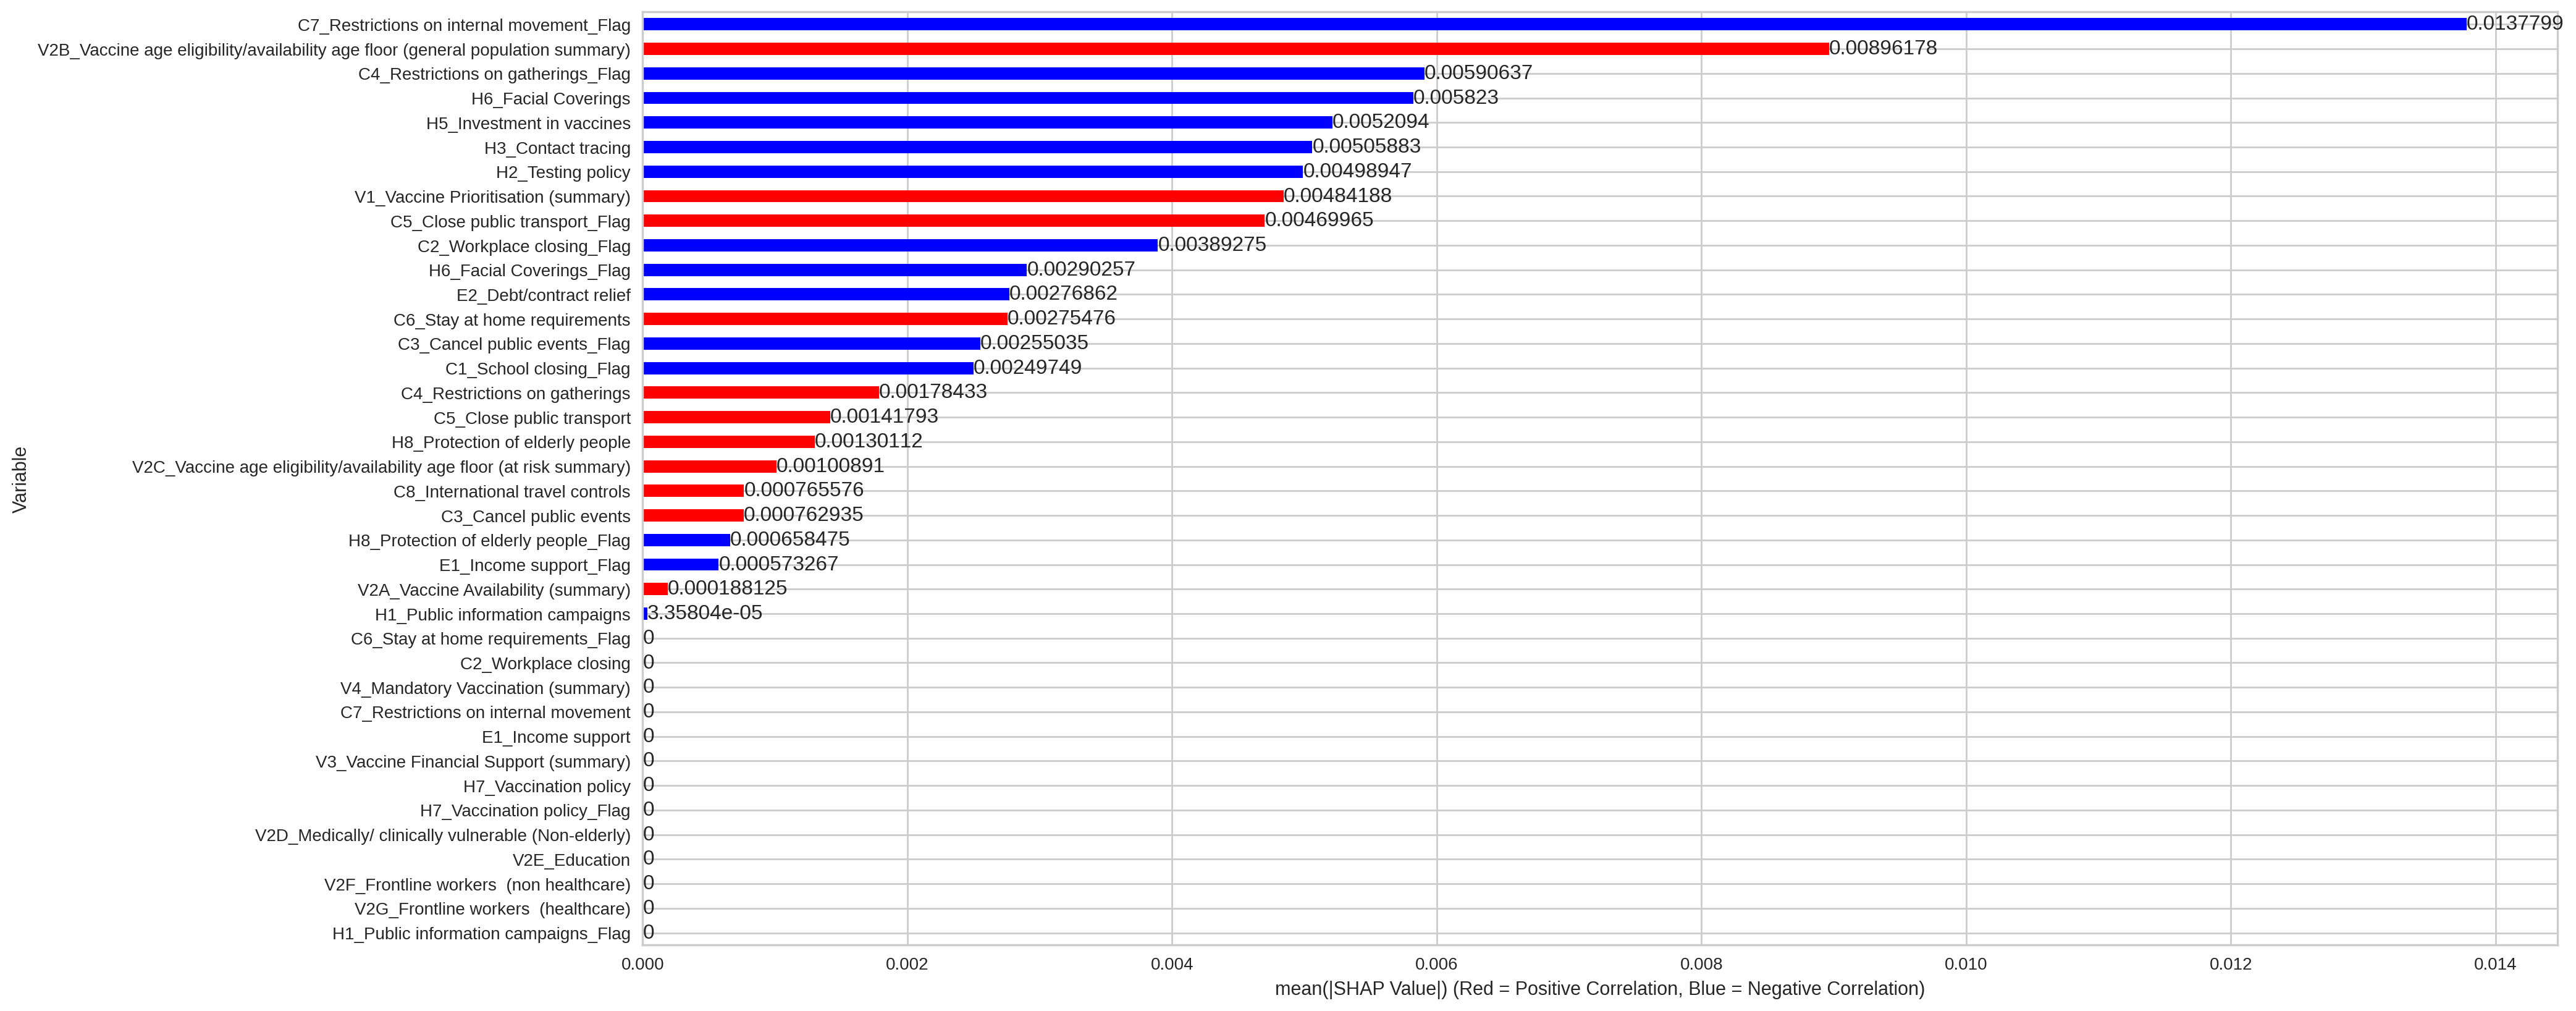 C7_Restrictions on internal movement_Flag 0.0137799
V2B_Vaccine age eligibility/availability age floor (general population summary) 0.00896178
C4_Restrictions on gatherings_Flag 0.00590637
H6_Facial Coverings 0.005823
H5_Investment in vaccines 0.0052094
H3_Contact tracing 0.00505883
H2_Testing policy 0.00498947
V1_Vaccine Prioritisation (summary) 0.00484188
C5_Close public transport_Flag 0.00469965
C2_Workplace closing_Flag 0.00389275
H6_Facial Coverings_Flag 0.00290257
E2_Debt/contract relief 0.00276862
C6_Stay at home requirements 0.00275476
C3_Cancel public events_Flag 0.00255035
C1_School closing_Flag 0.00249749
C4_Restrictions on gatherings 0.00178433
C5_Close public transport 0.00141793
H8_Protection of elderly people 0.00130112
V2C_Vaccine age eligibility/availability age floor (at risk summary) 0.00100891
C8_International travel controls 0.000765576
C3_Cancel public events 0.000762935
H8_Protection of elderly people_Flag 0.000658475
E1_Income support_Flag 0.000573267
V2A_Vaccine Availability (summary) 0.000188125
H1_Public information campaigns 3.35804e-05
C6_Stay at home requirements_Flag 0
C2_Workplace closing 0
V4_Mandatory Vaccination (summary) 0
C7_Restrictions on internal movement 0
E1_Income support 0
V3_Vaccine Financial Support (summary) 0
H7_Vaccination policy 0
H7_Vaccination policy_Flag 0
V2D_Medically/ clinically vulnerable (Non-elderly) 0
V2E_Education 0
V2F_Frontline workers  (non healthcare) 0
V2G_Frontline workers  (healthcare) 0
H1_Public information campaigns_Flag 0
Variable
0.000 0.002 0.004 0.006 0.008 0.010 0.012 0.014
mean(|SHAP Value|) (Red = Positive Correlation, Blue = Negative Correlation)